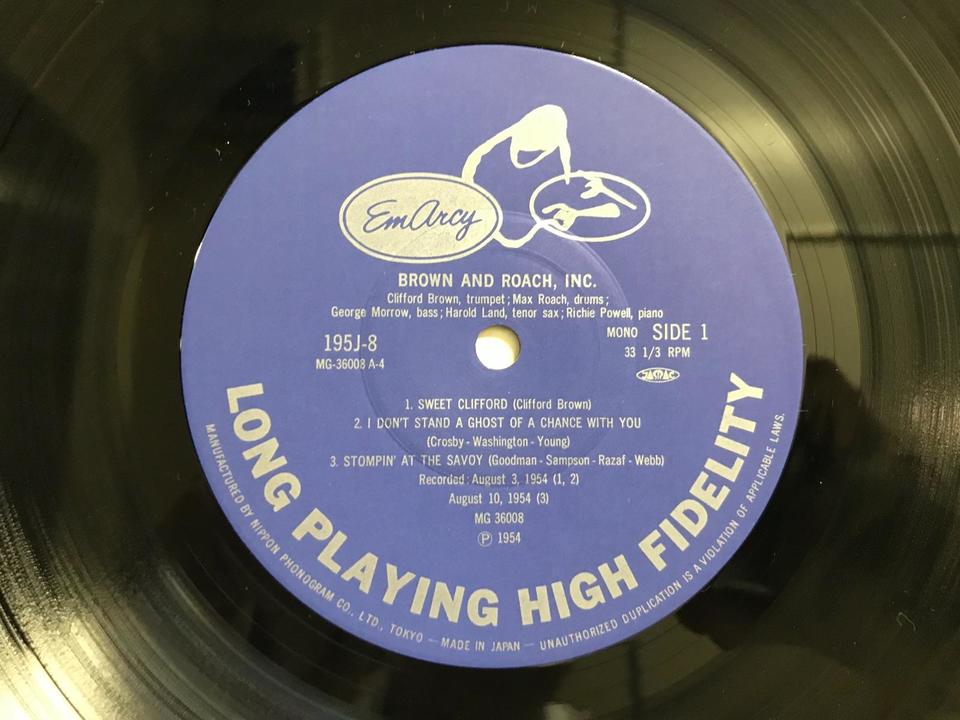 EmArcy
BROWN AND ROACH, INC.
Clifford Brown, trumpet; Max Roach, drums;
George Morrow, bass; Harold Land, tenor sax; Richie Powell, piano
MONO SIDE 1
195J-8
33 1/3 RPM
MG-36008 A-4
JASRAC
1. SWEET CLIFFORD (Clifford Brown)
2. I DON'T STAND A GHOST OF A CHANCE WITH YOU
(Crosby - Washington - Young)
3. STOMPIN' AT THE SAVOY (Goodman - Sampson - Razaf - Webb)
Recorded: August 3, 1954 (1, 2)
August 10, 1954 (3)
MG 36008
Ⓟ 1954
LONG PLAYING HIGH FIDELITY
MANUFACTURED BY NIPPON PHONOGRAM CO., LTD., TOKYO — MADE IN JAPAN — UNAUTHORIZED DUPLICATION IS A VIOLATION OF APPLICABLE LAWS.